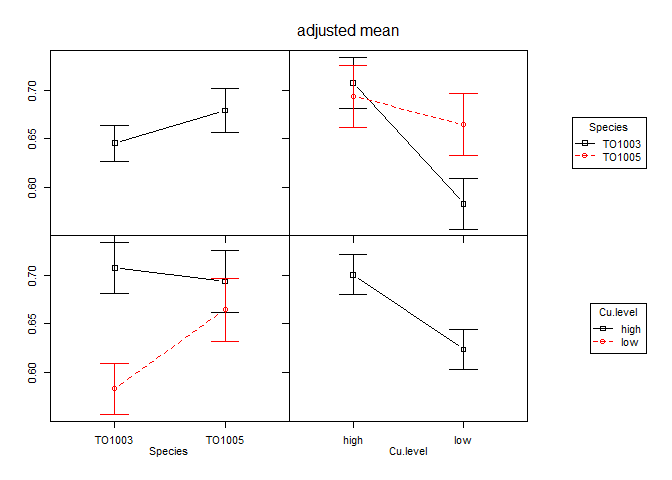 adjusted mean
0.70
0.65
0.60
Species
TO1003
TO1005
0.70
0.65
0.60
Cu.level
high
low
TO1003 TO1005
Species
high low
Cu.level